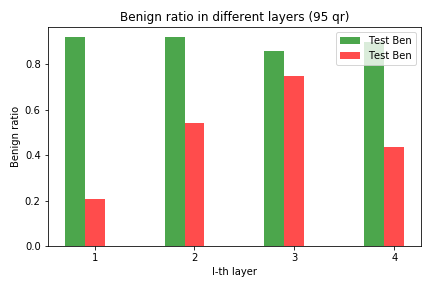 Benign ratio in different layers (95 qr)
Test Ben
Test Ben
Benign ratio
0.8
0.6
0.4
0.2
0.0
1 2 3 4
l-th layer